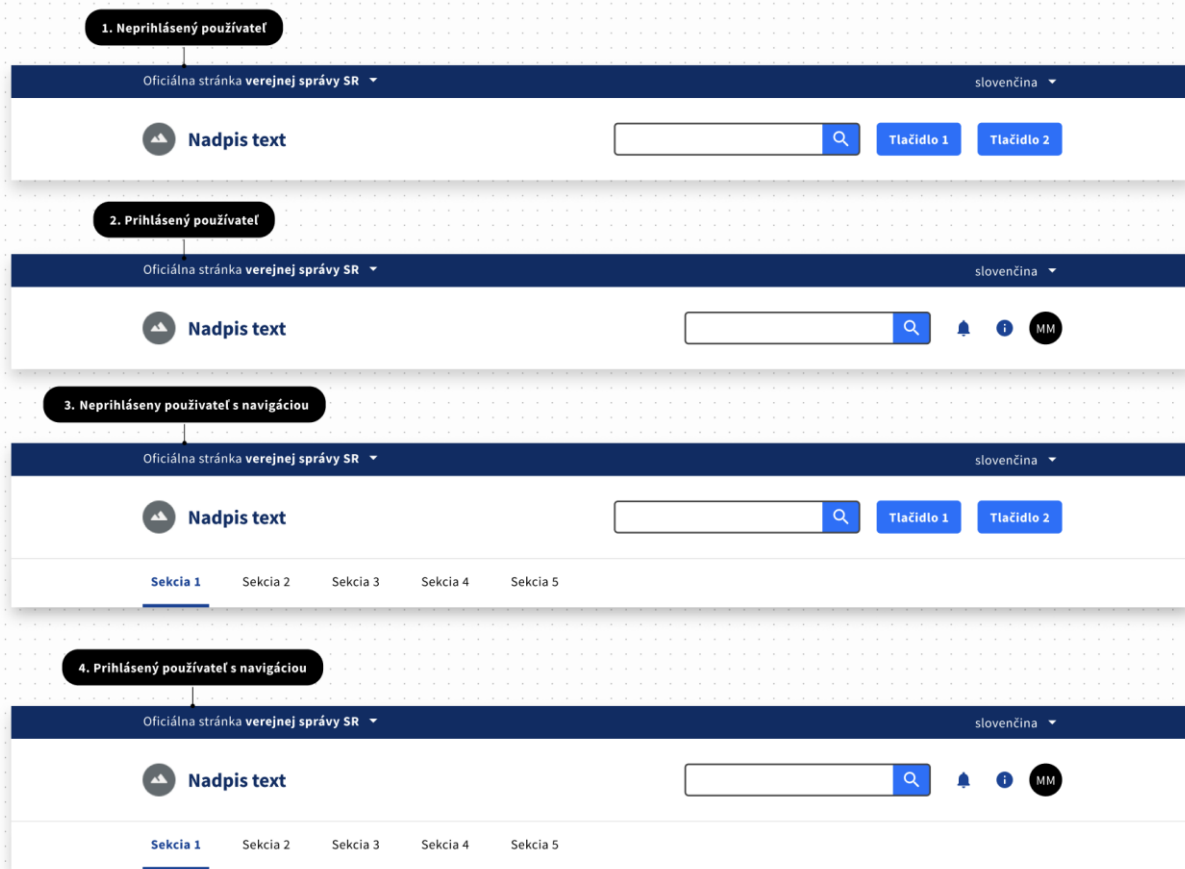 1. Neprihlásený používateľ
Oficiálna stránka verejnej správy SR
slovenčina
Nadpis text
Tlačidlo 1
Tlačidlo 2
2. Prihlásený používateľ
Oficiálna stránka verejnej správy SR
slovenčina
Nadpis text
MM
3. Neprihláseny použivateľ s navigáciou
Oficiálna stránka verejnej správy SR
slovenčina
Nadpis text
Tlačidlo 1
Tlačidlo 2
Sekcia 1
Sekcia 2
Sekcia 3
Sekcia 4
Sekcia 5
4. Prihlásený používateľ s navigáciou
Oficiálna stránka verejnej správy SR
slovenčina
Nadpis text
MM
Sekcia 1
Sekcia 2
Sekcia 3
Sekcia 4
Sekcia 5